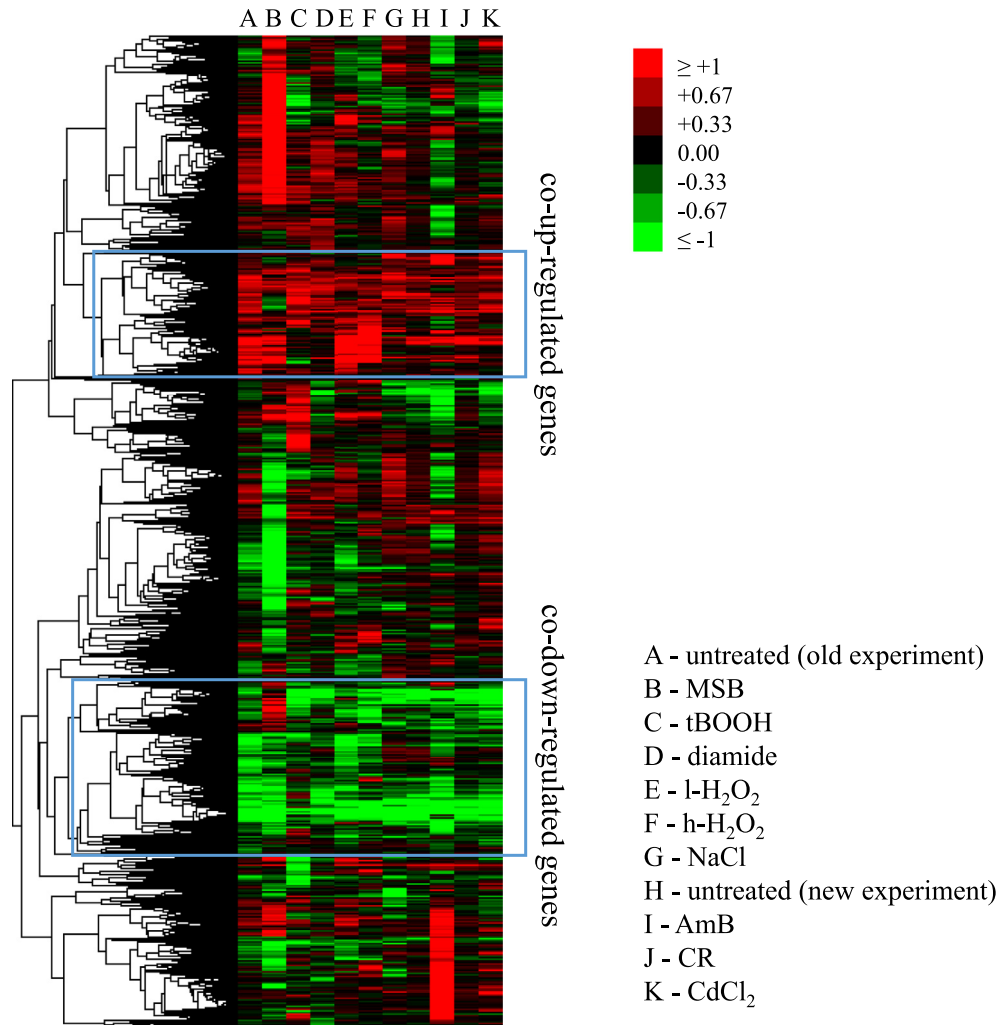 A B C D E F G H I J K
≥ +1
+0.67
+0.33
0.00
-0.33
-0.67
≤ -1
co-up-regulated genes
co-down-regulated genes
A - untreated (old experiment)
B - MSB
C - tBOOH
D - diamide
E - l-H₂O₂
F - h-H₂O₂
G - NaCl
H - untreated (new experiment)
I - AmB
J - CR
K - CdCl₂